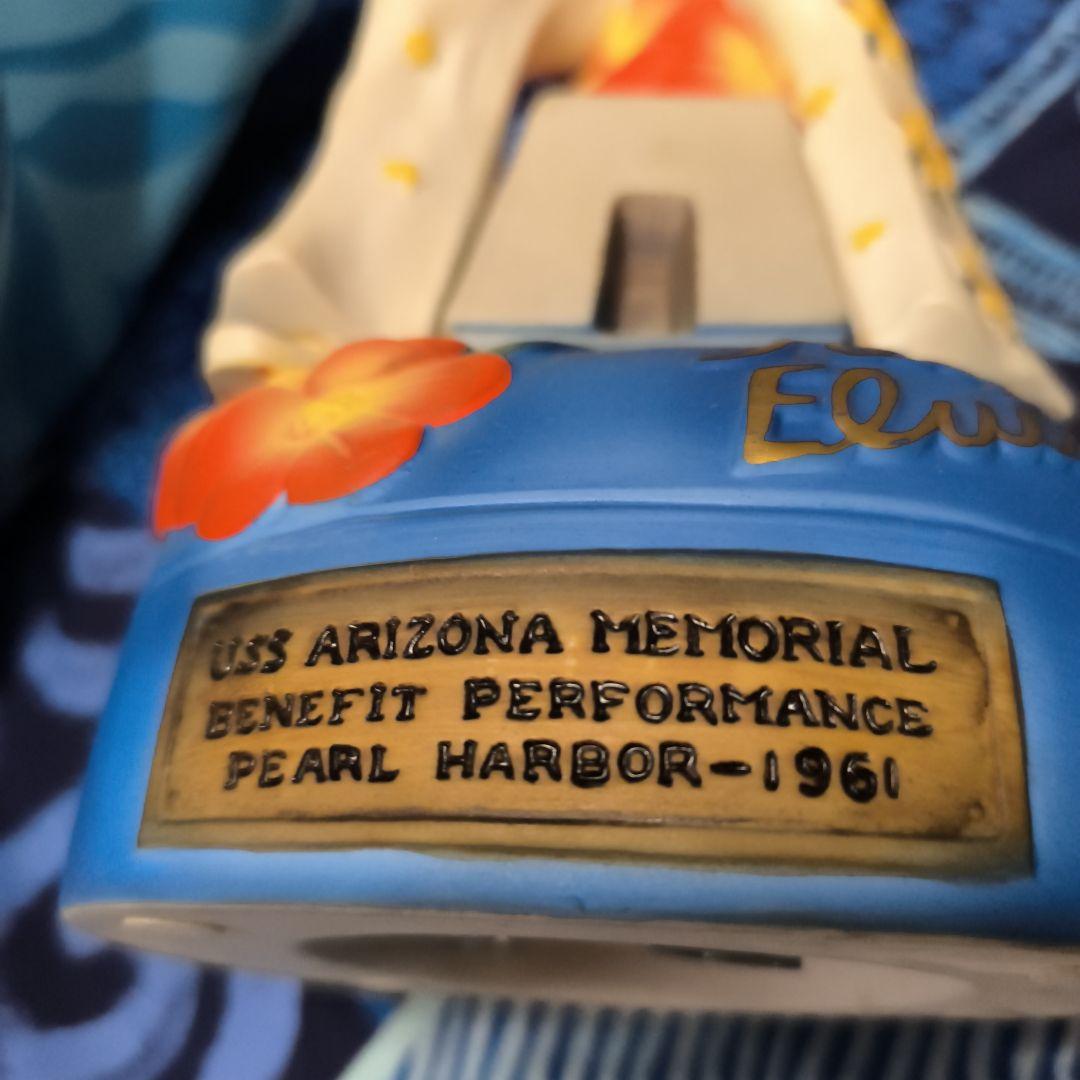 USS ARIZONA MEMORIAL
BENEFIT PERFORMANCE
PEARL HARBOR-1961